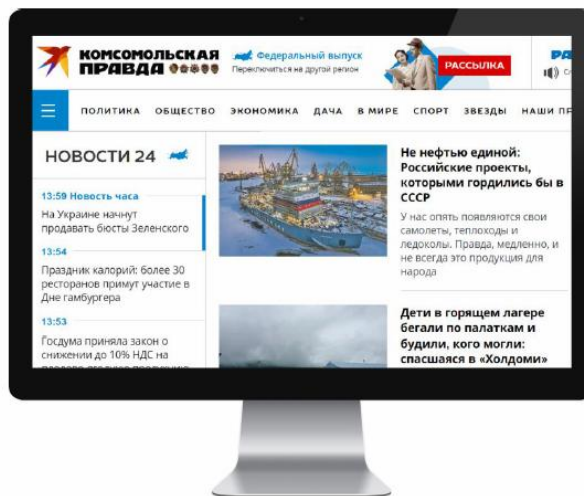 КОМСОМОЛЬСКАЯ
ПРАВДА
Федеральный выпуск
Переключиться на другой регион
РАССЫЛКА
РА
ПОЛИТИКА ОБЩЕСТВО ЭКОНОМИКА ДАЧА В МИРЕ СПОРТ ЗВЕЗДЫ НАШИ ПР
НОВОСТИ 24
13:59 Новость часа
На Украине начнут
продавать бюсты Зеленского
13:54
Праздник калорий: более 30
ресторанов примут участие в
Дне гамбургера
13:53
Госдума приняла закон о
снижении до 10% НДС на
Не нефтью единой:
Российские проекты,
которыми гордились бы в
СССР
У нас опять появляются свои
самолеты, теплоходы и
ледоколы. Правда, медленно, и
не всегда это продукция для
народа
Дети в горящем лагере
бегали по палаткам и
будили, кого могли:
спасшаяся в «Холдоми»